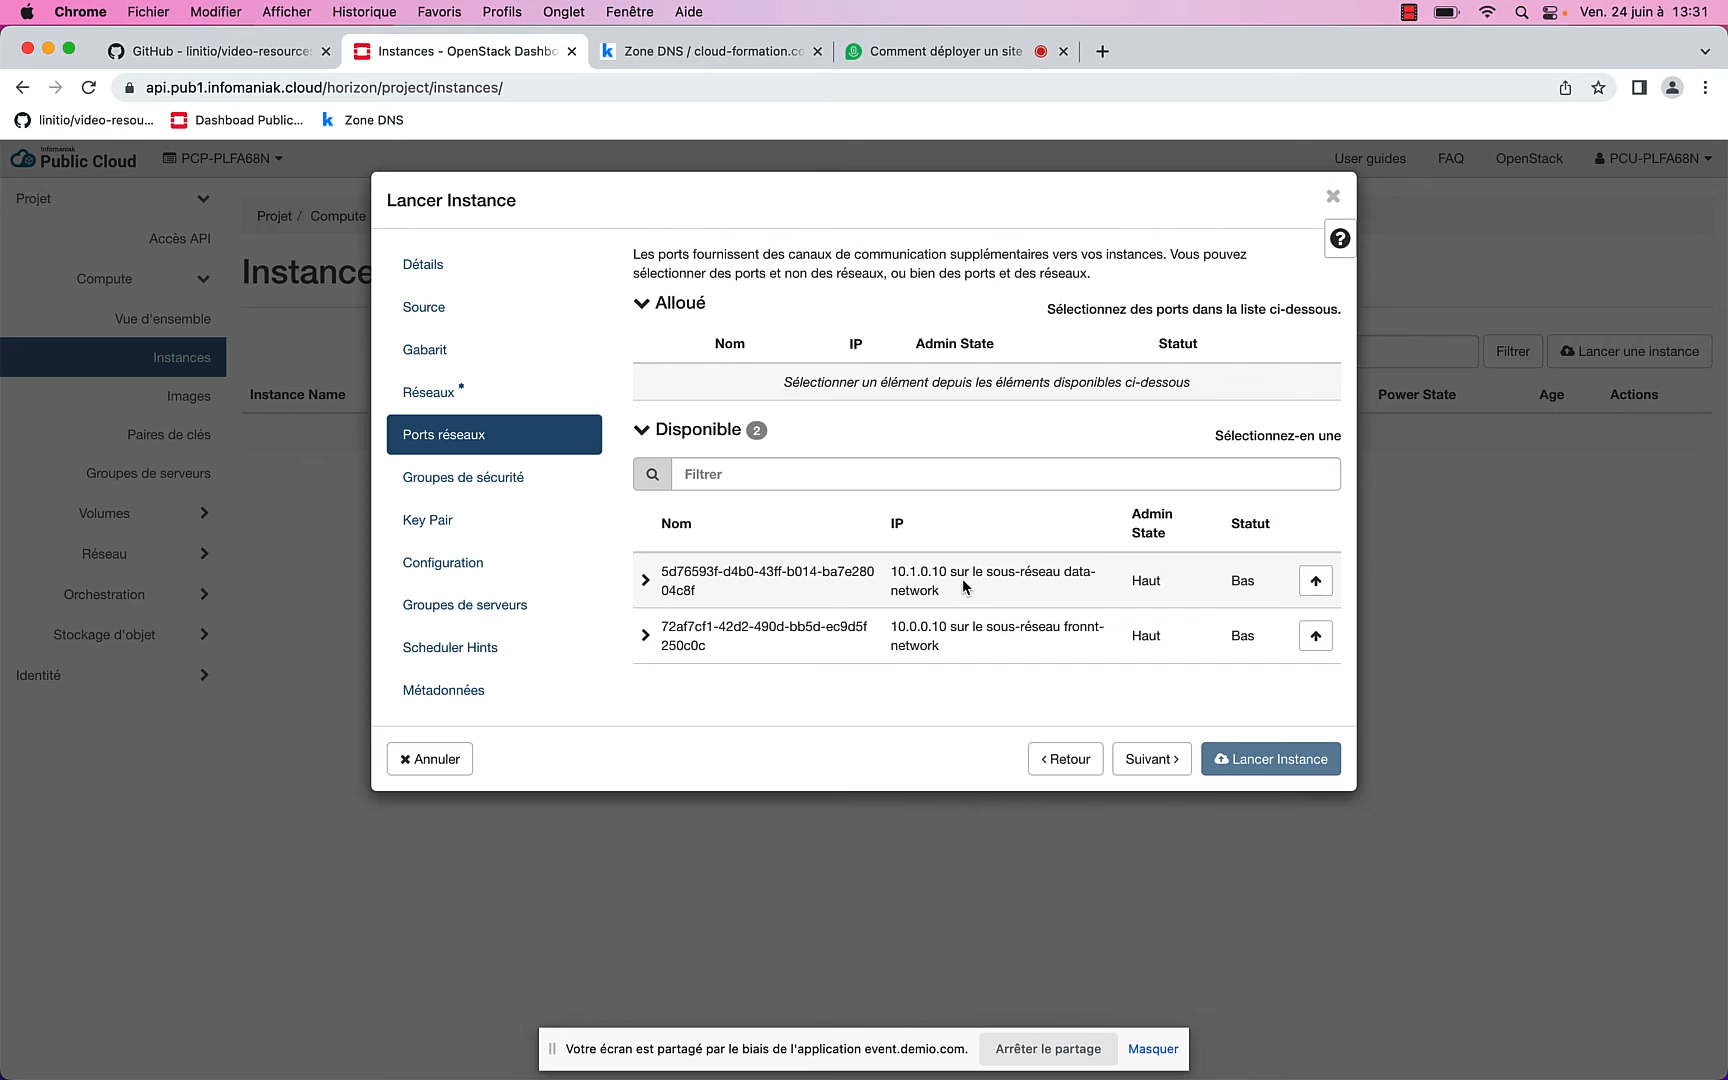 Chrome Fichier Modifier Afficher Historique Favoris Profils Onglet Fenêtre Aide Ven. 24 juin à 13:31
GitHub - linitio/video-resource Instances - OpenStack Dashbo Zone DNS / cloud-formation.co Comment déployer un site
api.pub1.infomaniak.cloud/horizon/project/instances/
linitio/video-resou... Dashboad Public... Zone DNS
infomaniak
Public Cloud PCP-PLFA68N User guides FAQ OpenStack PCU-PLFA68N
Projet
Accès API
Compute
Vue d'ensemble
Instances
Images
Paires de clés
Groupes de serveurs
Volumes
Réseau
Orchestration
Stockage d'objet
Identité
Projet / Compute
Instance
Filtrer Lancer une instance
Instance Name Power State Age Actions
Lancer Instance
Détails
Source
Gabarit
Réseaux *
Ports réseaux
Groupes de sécurité
Key Pair
Configuration
Groupes de serveurs
Scheduler Hints
Métadonnées
Les ports fournissent des canaux de communication supplémentaires vers vos instances. Vous pouvez
sélectionner des ports et non des réseaux, ou bien des ports et des réseaux.
Alloué
Sélectionnez des ports dans la liste ci-dessous.
Nom IP Admin State Statut
Sélectionner un élément depuis les éléments disponibles ci-dessous
Disponible 2
Sélectionnez-en une
Filtrer
Nom IP Admin State Statut
5d76593f-d4b0-43ff-b014-ba7e280 10.1.0.10 sur le sous-réseau data- Haut Bas
04c8f network
72af7cf1-42d2-490d-bb5d-ec9d5f 10.0.0.10 sur le sous-réseau fronnt- Haut Bas
250c0c network
Annuler < Retour Suivant > Lancer Instance
Votre écran est partagé par le biais de l'application event.demio.com. Arrêter le partage Masquer